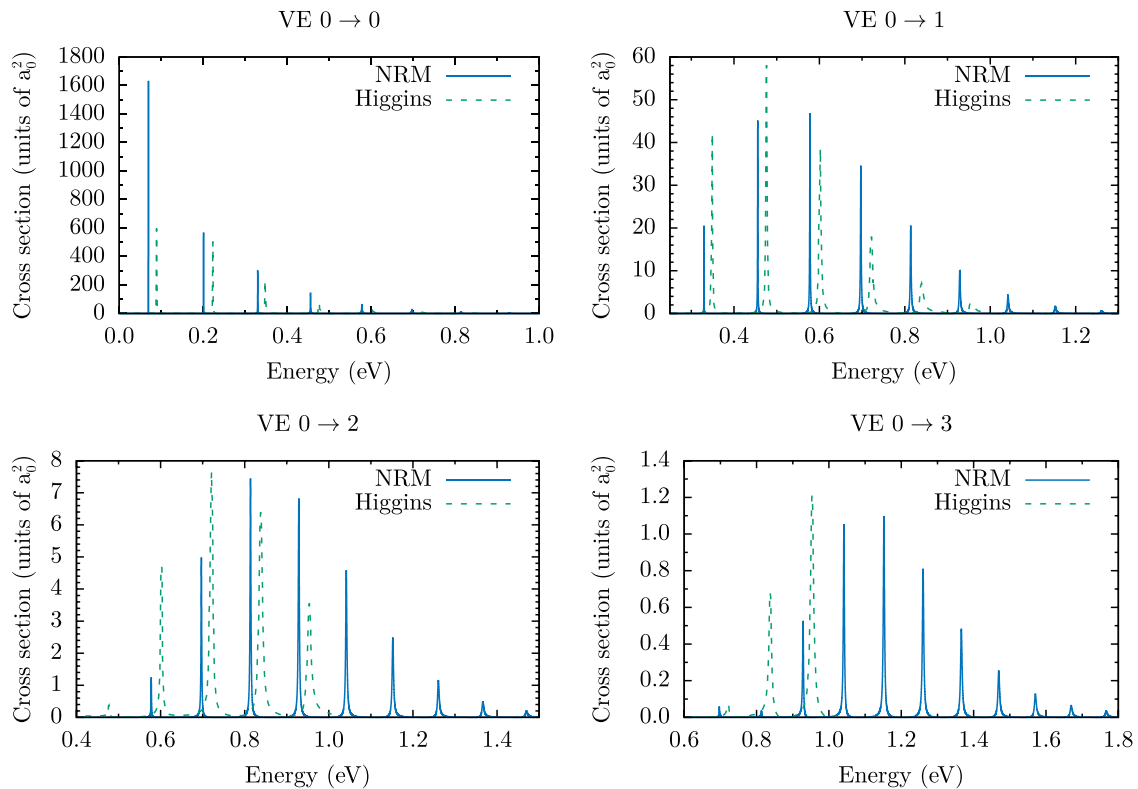 VE 0 → 0
Cross section (units of a₀²)
1800
1600
1400
1200
1000
800
600
400
200
0
NRM
Higgins
0.0 0.2 0.4 0.6 0.8 1.0
Energy (eV)
VE 0 → 1
Cross section (units of a₀²)
60
50
40
30
20
10
0
NRM
Higgins
0.4 0.6 0.8 1.0 1.2
Energy (eV)
VE 0 → 2
Cross section (units of a₀²)
8
7
6
5
4
3
2
1
0
NRM
Higgins
0.4 0.6 0.8 1.0 1.2 1.4
Energy (eV)
VE 0 → 3
Cross section (units of a₀²)
1.4
1.2
1.0
0.8
0.6
0.4
0.2
0.0
NRM
Higgins
0.6 0.8 1.0 1.2 1.4 1.6 1.8
Energy (eV)